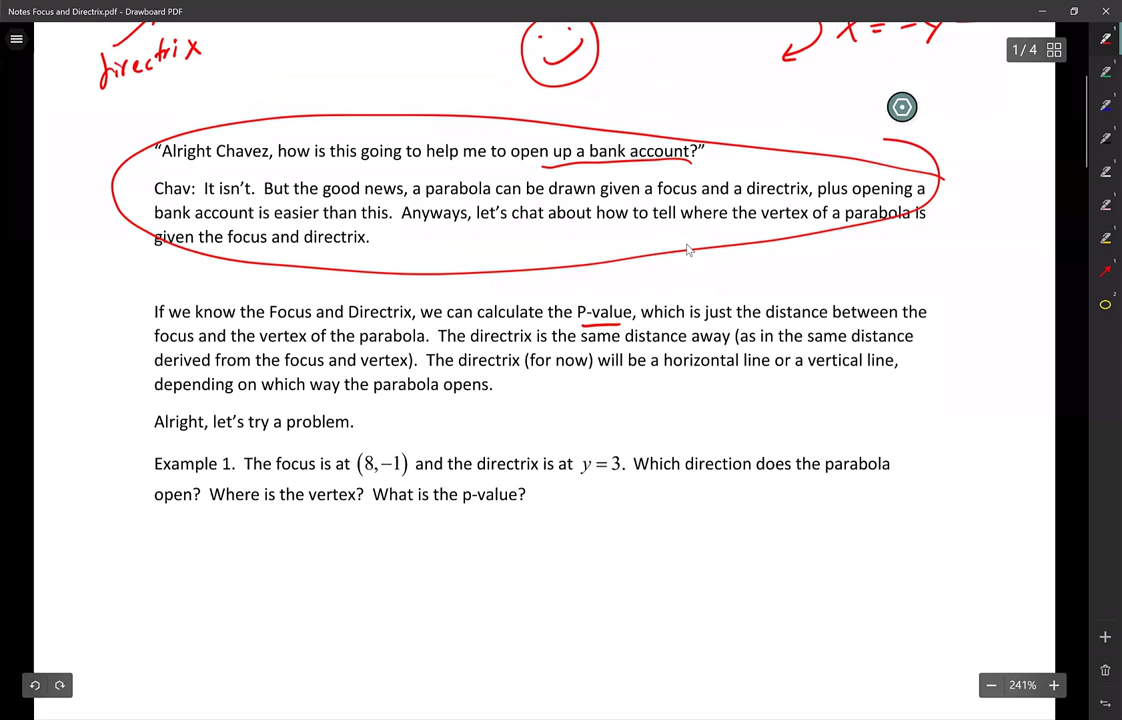 Notes Focus and Directrix.pdf - Drawboard PDF
directrix
x = -y
1/4
“Alright Chavez, how is this going to help me to open up a bank account?”
Chav: It isn’t. But the good news, a parabola can be drawn given a focus and a directrix, plus opening a
bank account is easier than this. Anyways, let’s chat about how to tell where the vertex of a parabola is
given the focus and directrix.
If we know the Focus and Directrix, we can calculate the P-value, which is just the distance between the
focus and the vertex of the parabola. The directrix is the same distance away (as in the same distance
derived from the focus and vertex). The directrix (for now) will be a horizontal line or a vertical line,
depending on which way the parabola opens.
Alright, let’s try a problem.
Example 1. The focus is at (8,−1) and the directrix is at y = 3. Which direction does the parabola
open? Where is the vertex? What is the p-value?
241%